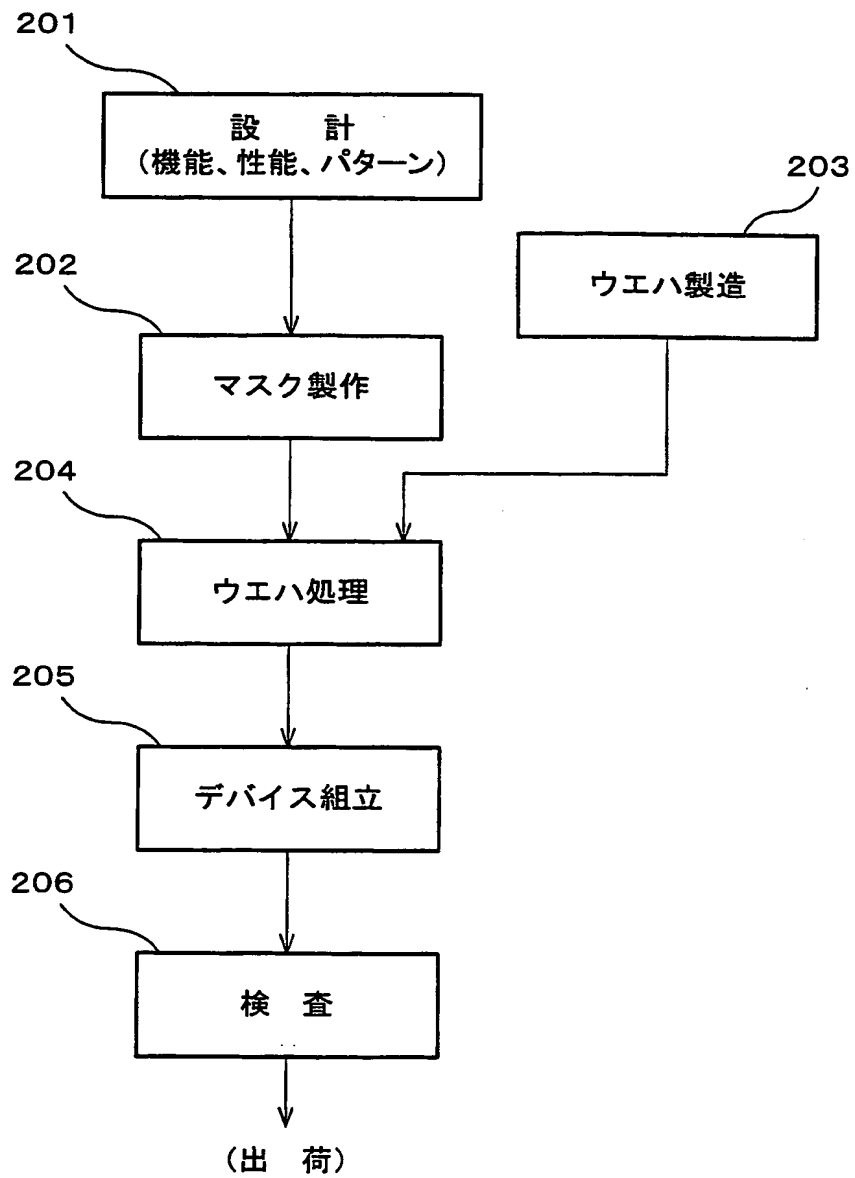 201
設 計
(機能、性能、パターン)
203
ウエハ製造
202
マスク製作
204
ウエハ処理
205
デバイス組立
206
検 査
(出 荷)